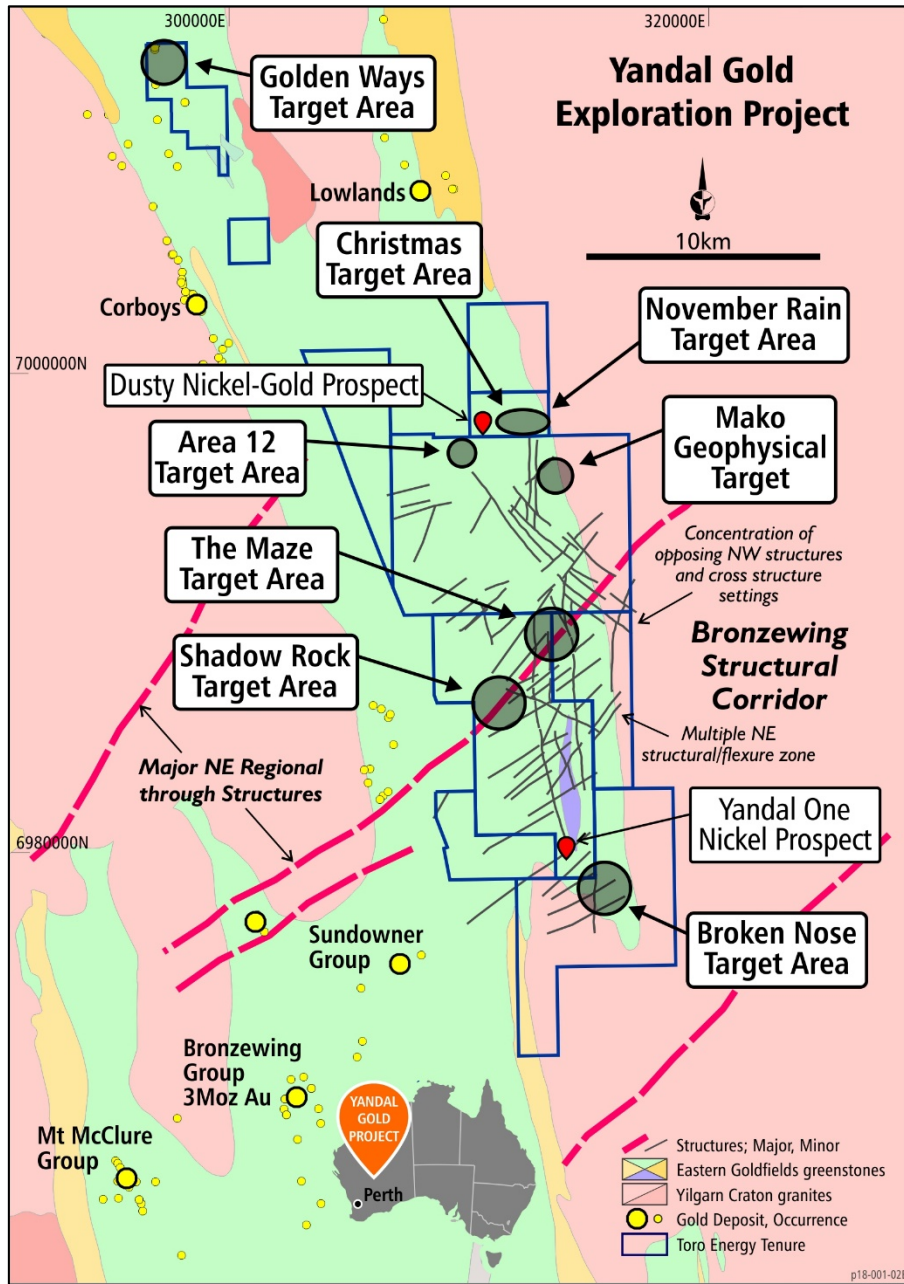 300000E
320000E
Yandal Gold
Exploration Project
Golden Ways
Target Area
Lowlands
10km
Christmas
Target Area
November Rain
Target Area
Corboys
7000000N
Dusty Nickel-Gold Prospect
Mako
Geophysical
Target
Area 12
Target Area
Concentration of
opposing NW structures
and cross structure
settings
The Maze
Target Area
Bronzewing
Structural
Corridor
Shadow Rock
Target Area
Multiple NE
structural/flexure zone
Major NE Regional
through Structures
Yandal One
Nickel Prospect
6980000N
Sundowner
Group
Broken Nose
Target Area
Bronzewing
Group
3Moz Au
YANDAL
GOLD
PROJECT
Mt McClure
Group
Perth
Structures; Major, Minor
Eastern Goldfields greenstones
Yilgarn Craton granites
Gold Deposit, Occurrence
Toro Energy Tenure